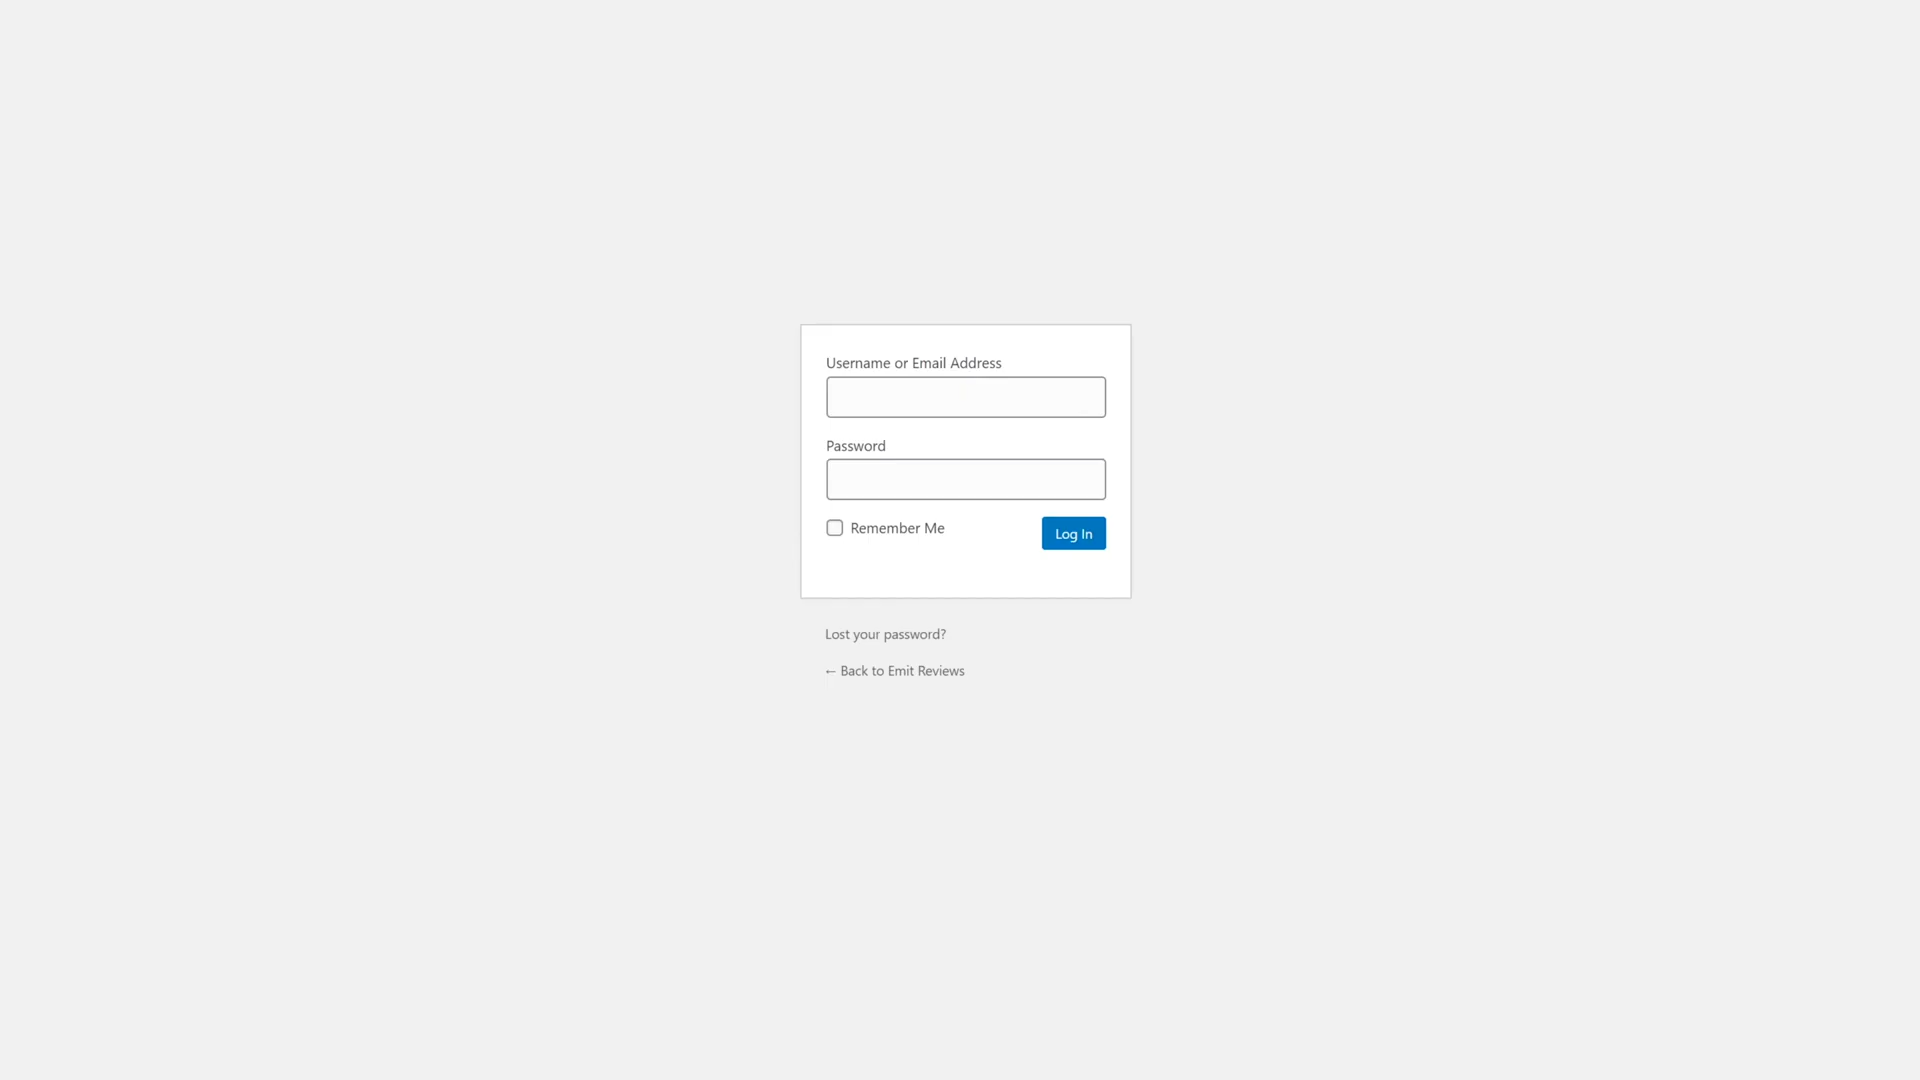 Username or Email Address
Password
Remember Me
Log In
Lost your password?
← Back to Emit Reviews